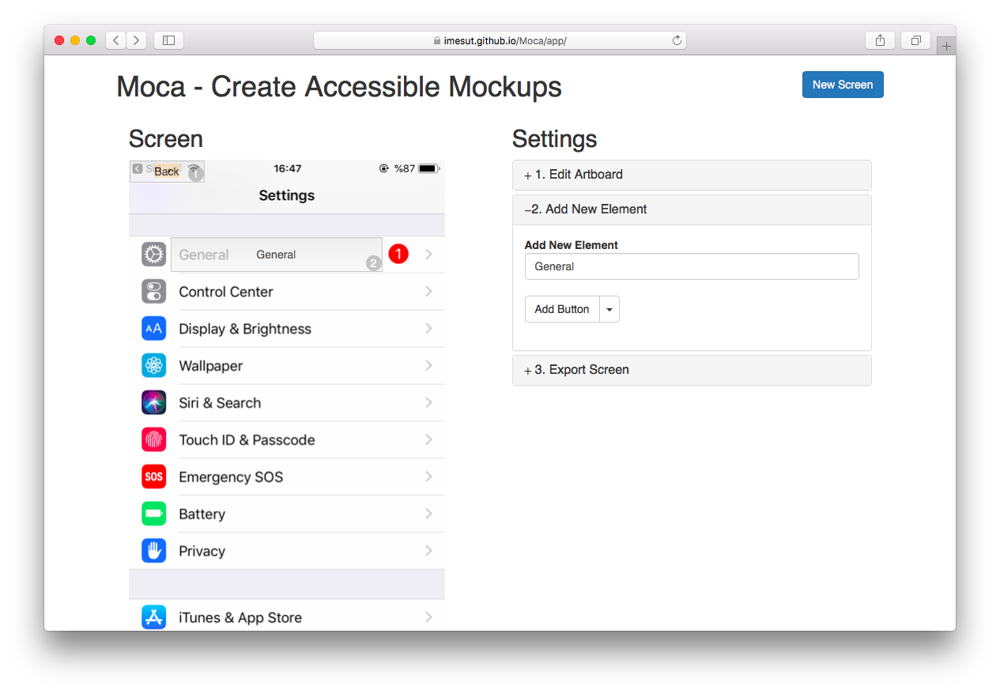 imesut.github.io/Moca/app/
Moca - Create Accessible Mockups
New Screen
Screen
Back
1
16:47
%87
Settings
General
General
2
1
Control Center
AA
Display & Brightness
Wallpaper
Siri & Search
Touch ID & Passcode
SOS
Emergency SOS
Battery
Privacy
iTunes & App Store
Settings
+ 1. Edit Artboard
–2. Add New Element
Add New Element
General
Add Button
+ 3. Export Screen